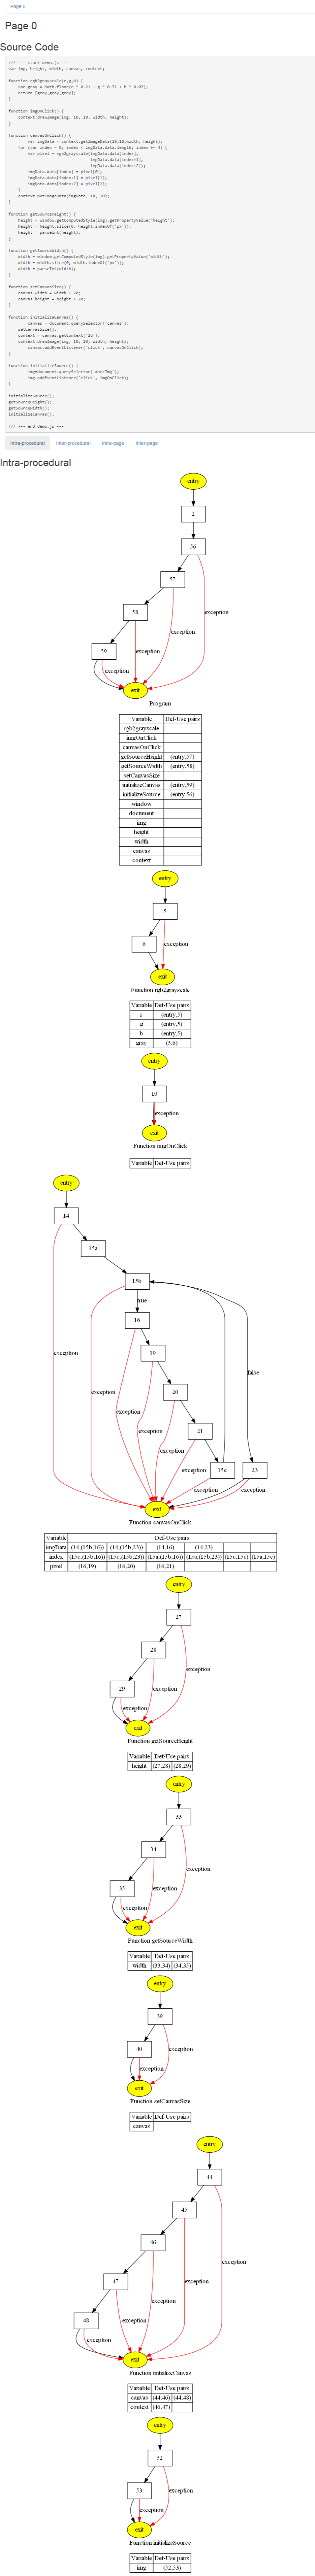 Page 0
Page 0
Source Code
/// --- start demo.js ---
var img, height, width, canvas, context;
function rgb2grayscale(r,g,b) {
var gray = Math.floor(r * 0.21 + g * 0.71 + b * 0.07);
return [gray,gray,gray];
}
function imgOnClick() {
context.drawImage(img, 10, 10, width, height);
}
function canvasOnClick() {
var imgData = context.getImageData(10,10,width, height);
for (var index = 0; index < imgData.data.length; index += 4) {
var pixel = rgb2grayscale(imgData.data[index],
imgData.data[index+1],
imgData.data[index+2]);
imgData.data[index] = pixel[0];
imgData.data[index+1] = pixel[1];
imgData.data[index+2] = pixel[2];
}
context.putImageData(imgData, 10, 10);
}
function getSourceHeight() {
height = window.getComputedStyle(img).getPropertyValue('height');
height = height.slice(0, height.indexOf('px'));
height = parseInt(height);
}
function getSourceWidth() {
width = window.getComputedStyle(img).getPropertyValue('width');
width = width.slice(0, width.indexOf('px'));
width = parseInt(width);
}
function setCanvasSize() {
canvas.width = width + 20;
canvas.height = height + 20;
}
function initializeCanvas() {
canvas = document.querySelector('canvas');
setCanvasSize();
context = canvas.getContext('2d');
context.drawImage(img, 10, 10, width, height);
canvas.addEventListener('click', canvasOnClick);
}
function initializeSource() {
img=document.querySelector('#srcImg');
img.addEventListener('click', imgOnClick);
}
initializeSource();
getSourceHeight();
getSourceWidth();
initializeCanvas();
/// --- end demo.js ---
Intra-procedural Inter-procedural Intra-page Inter-page
Intra-procedural
entry
2
56
57
58
exception
exception
59
exception
exit
Program
Variable Def-Use pairs
rgb2grayscale
imgOnClick
canvasOnClick
getSourceHeight (entry,57)
getSourceWidth (entry,58)
setCanvasSize
initializeCanvas (entry,59)
initializeSource (entry,56)
window
document
img
height
width
canvas
context
entry
5
6 exception
exit
Function rgb2grayscale
Variable Def-Use pairs
r (entry,5)
g (entry,5)
b (entry,5)
gray (5,6)
entry
10
exception
exit
Function imgOnClick
Variable Def-Use pairs
entry
14
15a
15b
true
16
19
exception
false
20
exception
exception
21
exception
exception
exception
15c 23
exception
exception exception
exit
Function canvasOnClick
Variable Def-Use pairs
imgData (14,(15b,16)) (14,(15b,23)) (14,16) (14,23)
index (15c,(15b,16)) (15c,(15b,23)) (15a,(15b,16)) (15a,(15b,23)) (15c,15c) (15a,15c)
pixel (16,19) (16,20) (16,21)
entry
27
28
exception
29
exception
exception
exit
Function getSourceHeight
Variable Def-Use pairs
height (27,28) (28,29)
entry
33
34
exception
35
exception
exception
exit
Function getSourceWidth
Variable Def-Use pairs
width (33,34) (34,35)
entry
39
40 exception
exception
exit
Function setCanvasSize
Variable Def-Use pairs
canvas
entry
44
45
46
exception
47 exception
48 exception
exception
exit
Function initializeCanvas
Variable Def-Use pairs
canvas (44,46) (44,48)
context (46,47)
entry
52
53 exception
exception
exit
Function initializeSource
Variable Def-Use pairs
img (52,53)